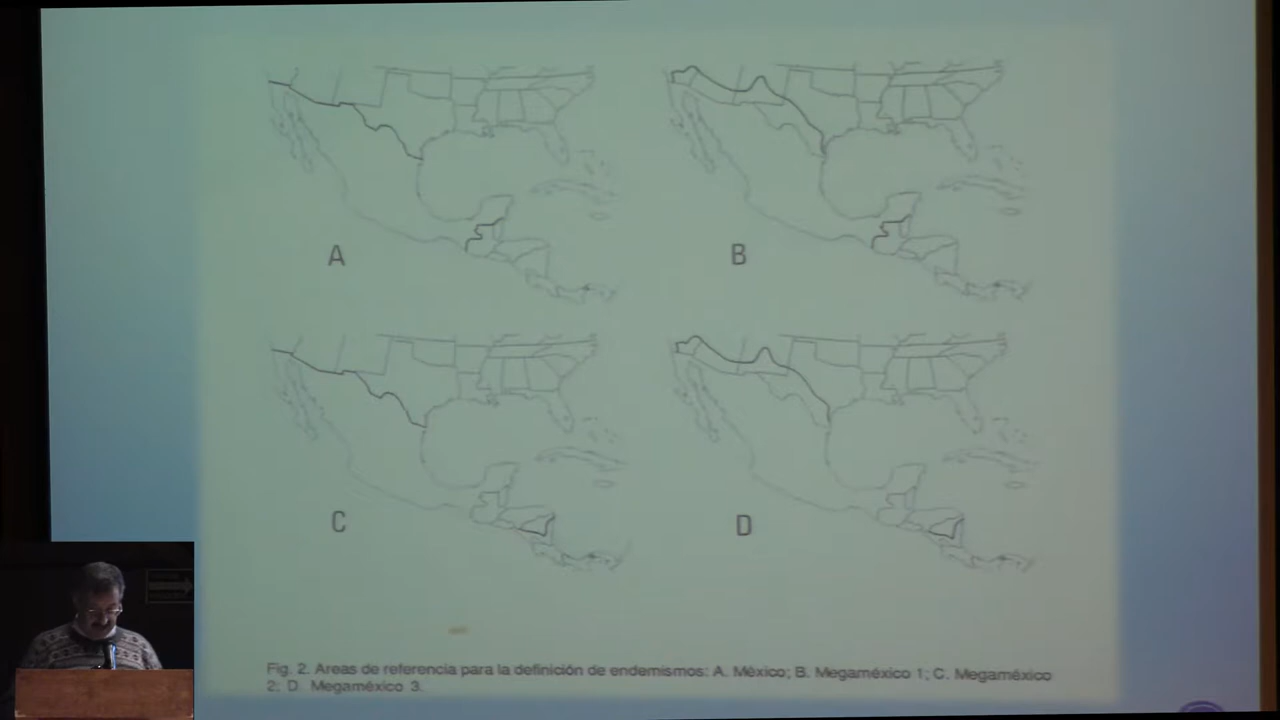 A
B
C
D
Fig. 2. Areas de referencia para la definición de endemismos: A. México; B. Megaméxico 1; C. Megaméxico
2; D. Megaméxico 3.